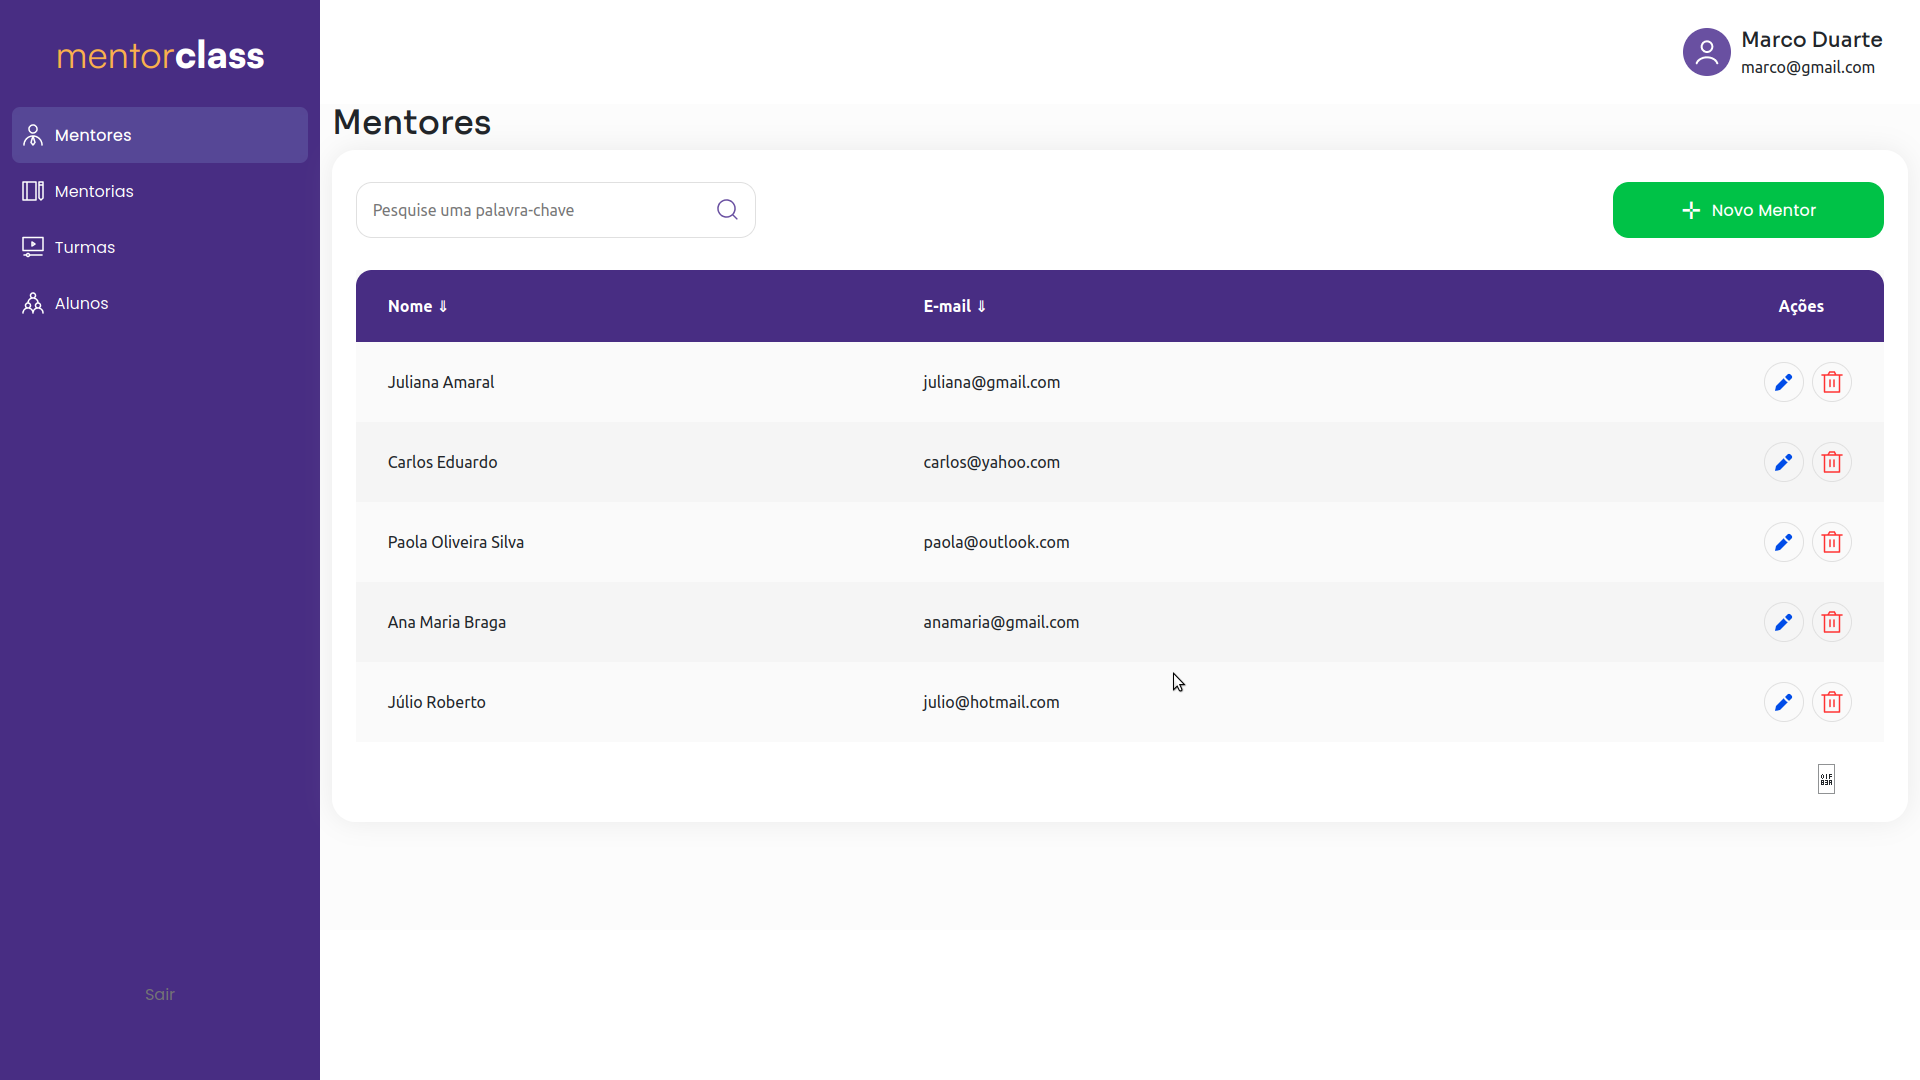 mentorclass
Marco Duarte
marco@gmail.com
Mentores
Mentorias
Turmas
Alunos
Sair
Mentores
Pesquise uma palavra-chave
Novo Mentor
Nome ⇓ E-mail ⇓ Ações
Juliana Amaral juliana@gmail.com
Carlos Eduardo carlos@yahoo.com
Paola Oliveira Silva paola@outlook.com
Ana Maria Braga anamaria@gmail.com
Júlio Roberto julio@hotmail.com